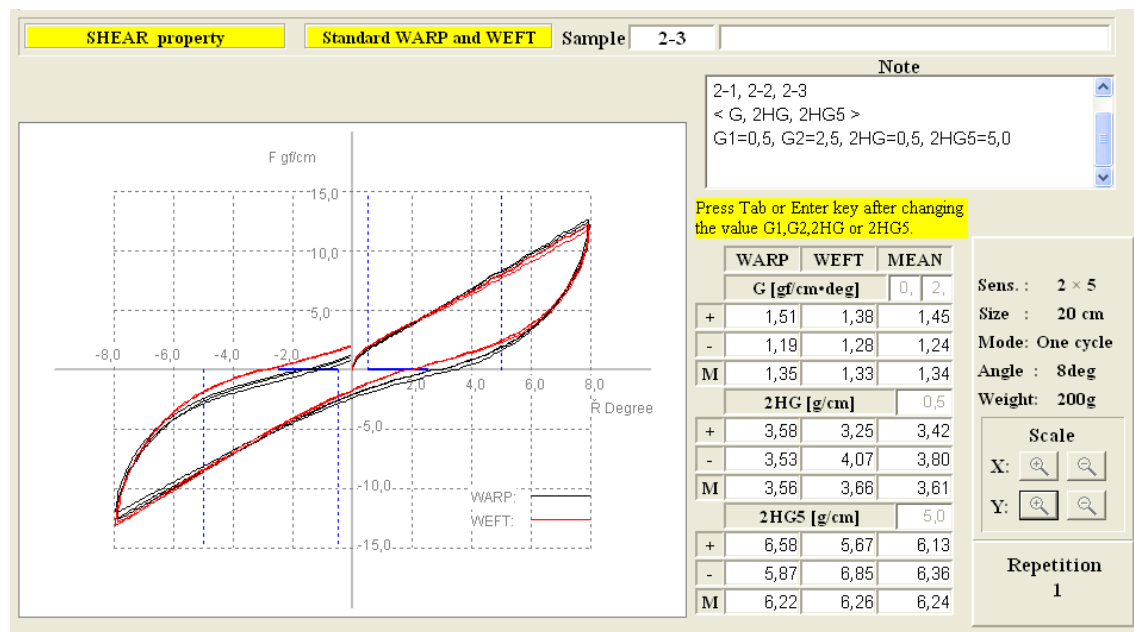 SHEAR property Standard WARP and WEFT Sample 2-3
Note
2-1, 2-2, 2-3
< G, 2HG, 2HG5 >
G1=0,5, G2=2,5, 2HG=0,5, 2HG5=5,0
Press Tab or Enter key after changing
the value G1,G2,2HG or 2HG5.
F gf/cm
15,0
10,0
5,0
-8,0 -6,0 -4,0 -2,0
2,0 4,0 6,0 8,0
Ř Degree
-5,0
-10,0
-15,0
WARP:
WEFT:
WARP WEFT MEAN
G [gf/cm•deg] 0, 2,
+ 1,51 1,38 1,45
- 1,19 1,28 1,24
M 1,35 1,33 1,34
2HG [g/cm] 0,5
+ 3,58 3,25 3,42
- 3,53 4,07 3,80
M 3,56 3,66 3,61
2HG5 [g/cm] 5,0
+ 6,58 5,67 6,13
- 5,87 6,85 6,36
M 6,22 6,26 6,24
Sens. : 2 × 5
Size : 20 cm
Mode: One cycle
Angle : 8deg
Weight: 200g
Scale
X:
Y:
Repetition
1